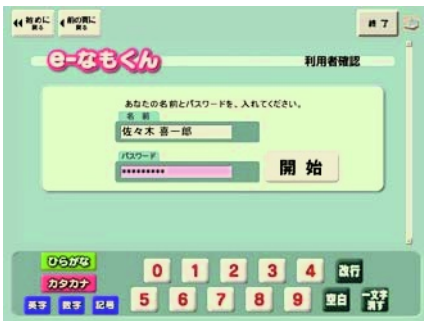 始めに戻る
前の頁に戻る
終了
e-なもくん
利用者確認
あなたの名前とパスワードを、入れてください。
名前
佐々木 喜一郎
パスワード
*********
開始
ひらがな
カタカナ
英字 数字 記号
0 1 2 3 4 改行
5 6 7 8 9 空白 一文字消す